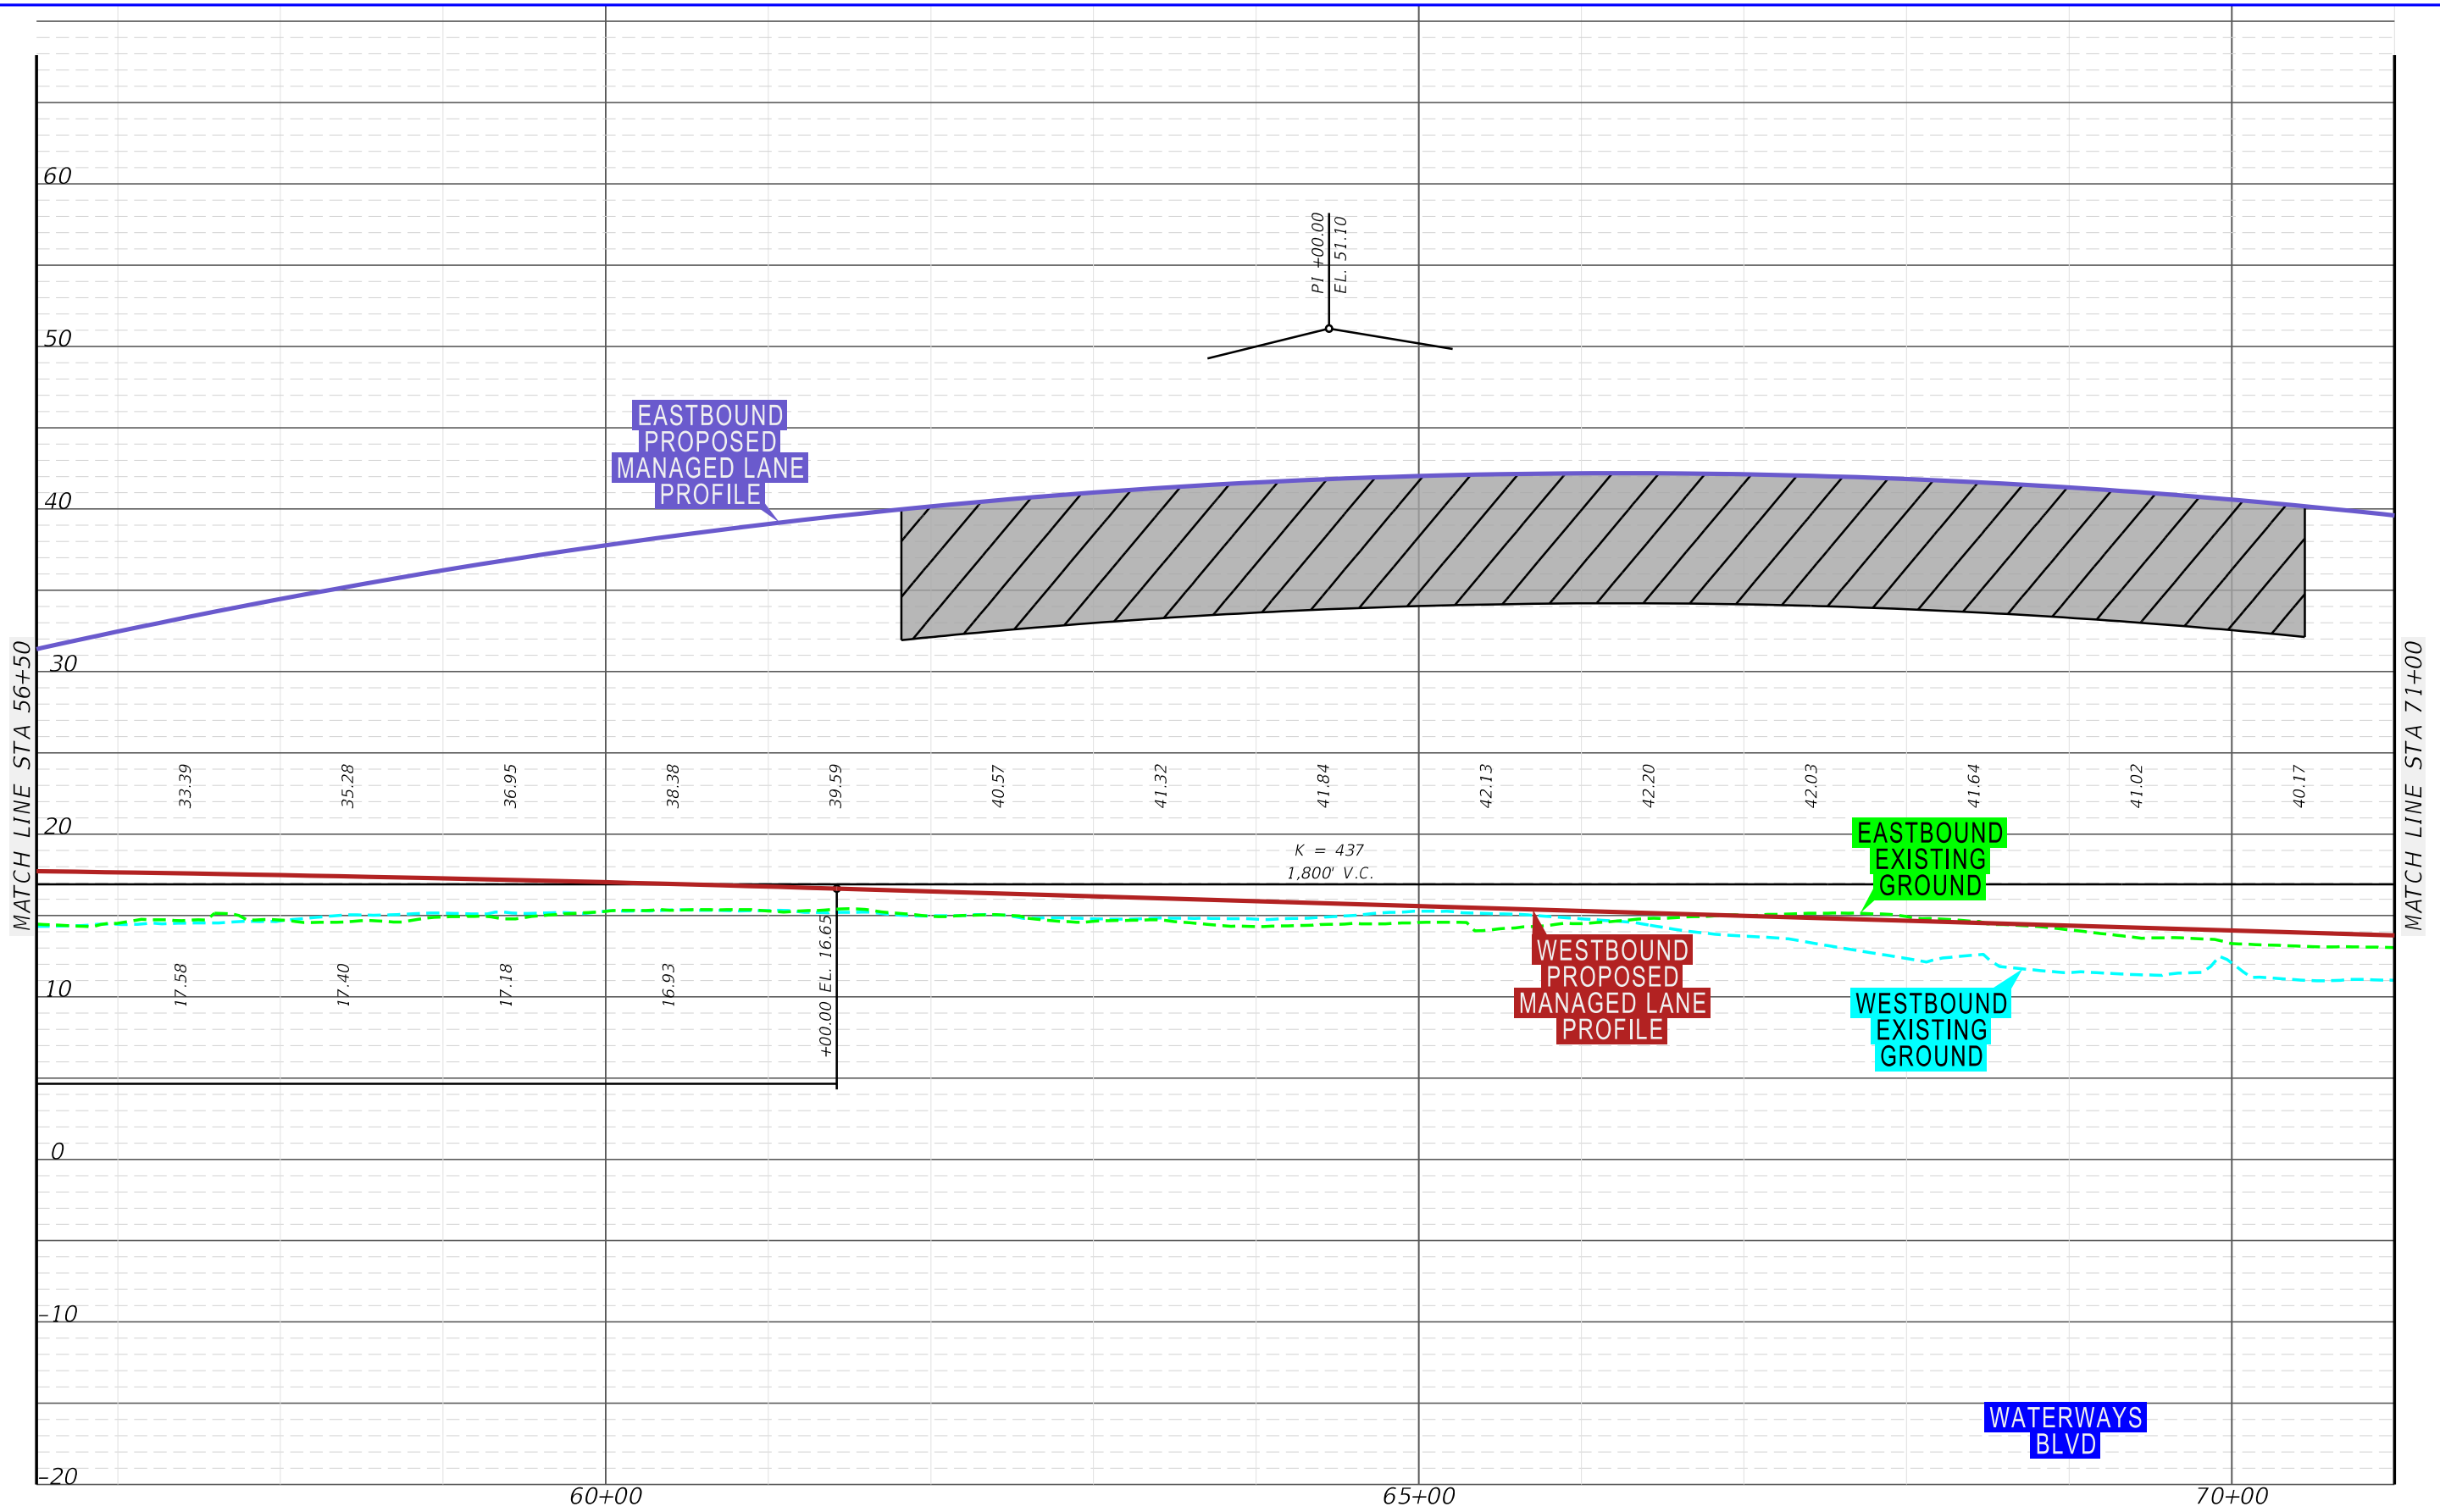 60
50
40
30
20
10
0
-10
-20
PI +00.00
EL. 51.10
EASTBOUND
PROPOSED
MANAGED LANE
PROFILE
MATCH LINE STA 56+50
MATCH LINE STA 71+00
33.39 35.28 36.95 38.38 39.59 40.57 41.32 41.84 42.13 42.20 42.03 41.64 41.02 40.17
K = 437
1,800' V.C.
EASTBOUND
EXISTING
GROUND
17.58 17.40 17.18 16.93
+00.00 EL. 16.65
WESTBOUND
PROPOSED
MANAGED LANE
PROFILE
WESTBOUND
EXISTING
GROUND
WATERWAYS
BLVD
60+00 65+00 70+00